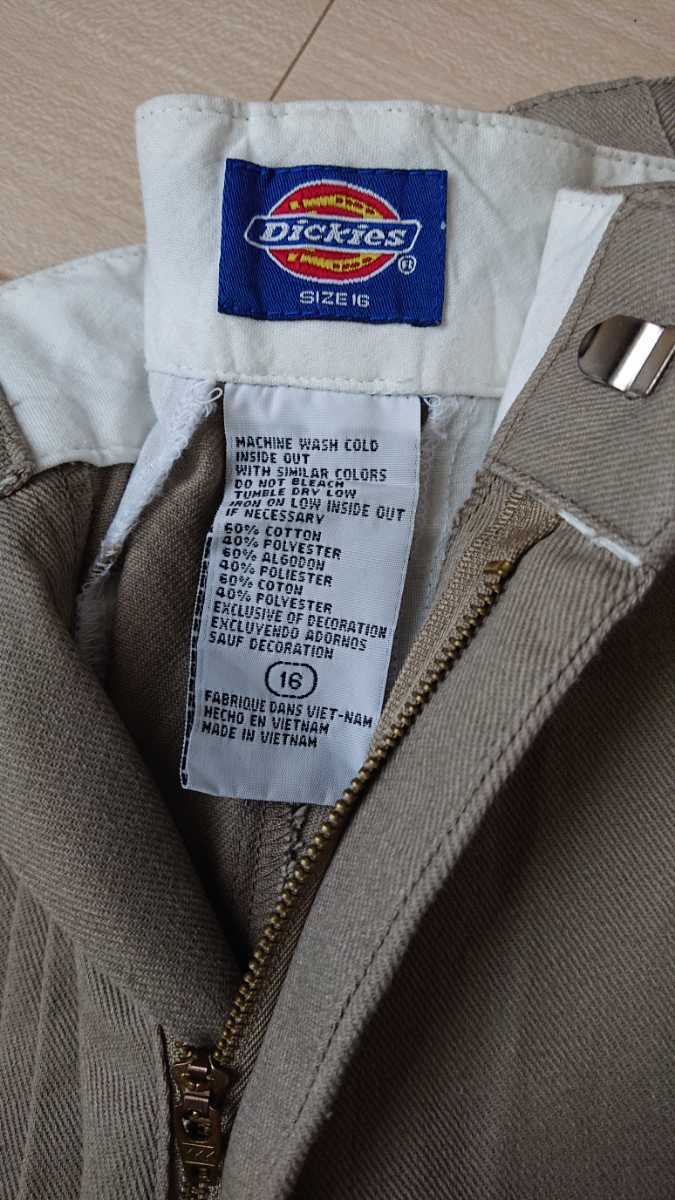 Dickies
®
SIZE 16
MACHINE WASH COLD
INSIDE OUT
WITH SIMILAR COLORS
DO NOT BLEACH
TUMBLE DRY LOW
IRON ON LOW INSIDE OUT
IF NECESSARY
60% COTTON
40% POLYESTER
60% ALGODON
40% POLIESTER
60% COTON
40% POLYESTER
EXCLUSIVE OF DECORATION
EXCLUYENDO ADORNOS
SAUF DECORATION
16
FABRIQUE DANS VIET-NAM
HECHO EN VIETNAM
MADE IN VIETNAM